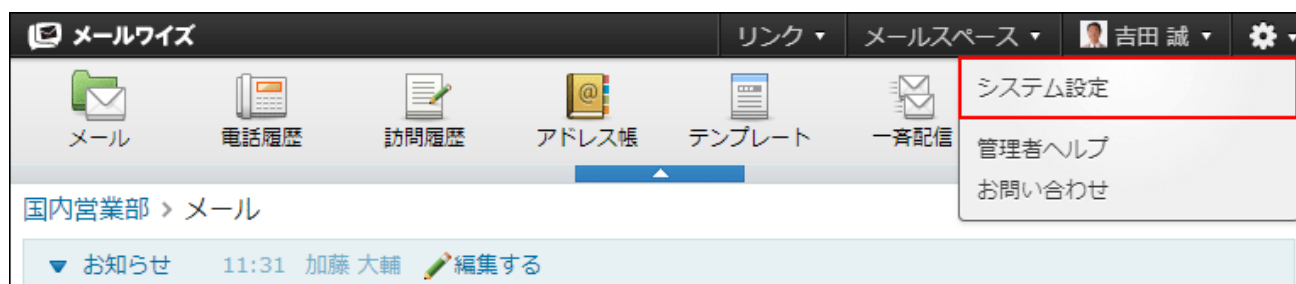 メールワイズ リンク ▼ メールスペース ▼ 吉田 誠 ▼
システム設定
メール 電話履歴 訪問履歴 アドレス帳 テンプレート 一斉配信
管理者ヘルプ
お問い合わせ
国内営業部 > メール
▼ お知らせ 11:31 加藤 大輔 編集する